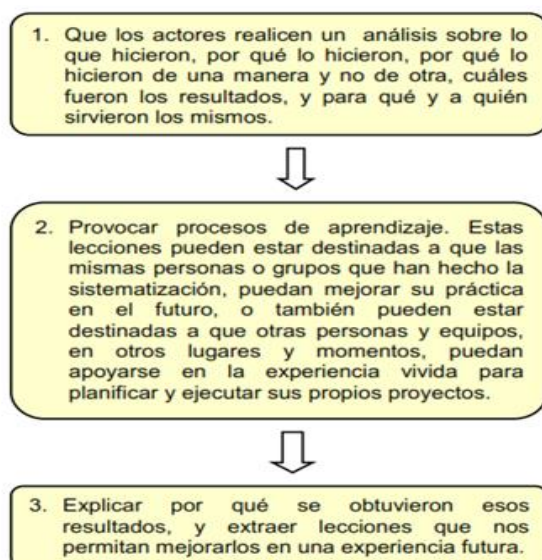 1. Que los actores realicen un análisis sobre lo
que hicieron, por qué lo hicieron, por qué lo
hicieron de una manera y no de otra, cuáles
fueron los resultados, y para qué y a quién
sirvieron los mismos.
2. Provocar procesos de aprendizaje. Estas
lecciones pueden estar destinadas a que las
mismas personas o grupos que han hecho la
sistematización, puedan mejorar su práctica
en el futuro, o también pueden estar
destinadas a que otras personas y equipos,
en otros lugares y momentos, puedan
apoyarse en la experiencia vivida para
planificar y ejecutar sus propios proyectos.
3. Explicar por qué se obtuvieron esos
resultados, y extraer lecciones que nos
permitan mejorarlos en una experiencia futura.